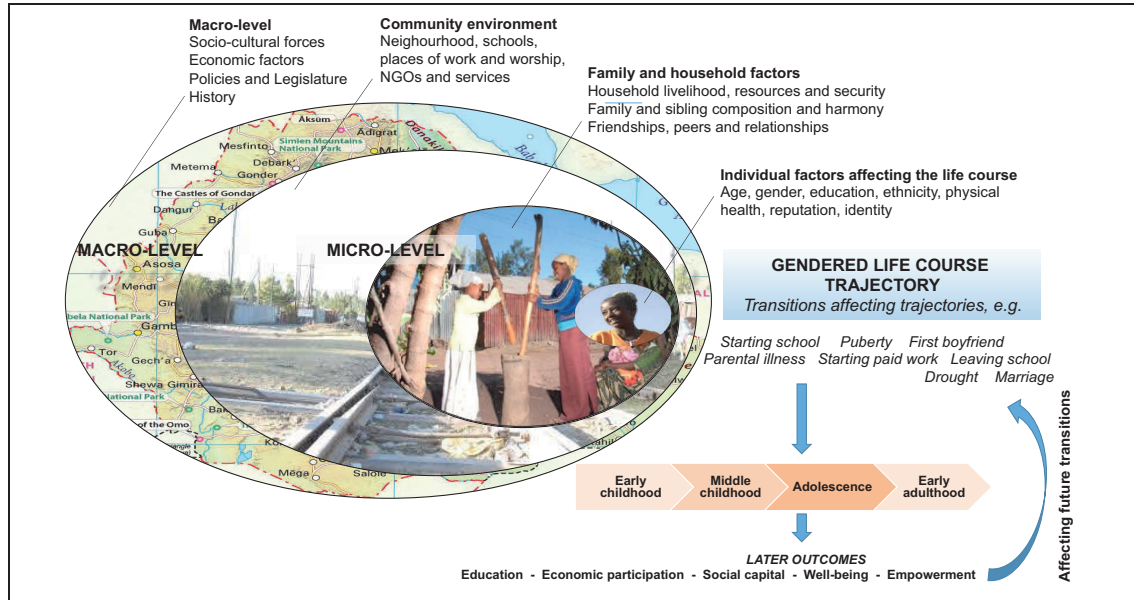 Macro-level
Socio-cultural forces
Economic factors
Policies and Legislature
History
Community environment
Neighourhood, schools,
places of work and worship,
NGOs and services
Family and household factors
Household livelihood, resources and security
Family and sibling composition and harmony
Friendships, peers and relationships
Individual factors affecting the life course
Age, gender, education, ethnicity, physical
health, reputation, identity
Āksum
Ādigrat
Danakil
Mesfinto
Simien Mountains
National Park
Metema
Debark'
Gonder
The Castles of Gondar
Dangur
Guba
MACRO-LEVEL
MICRO-LEVEL
Asosa
Mendi
bela National Park
Gamb
Tor
Akobo
Gech'a
Shewa Gimira
National Park
of the Omo
Mēga
GENDERED LIFE COURSE
TRAJECTORY
Transitions affecting trajectories, e.g.
Starting school Puberty First boyfriend
Parental illness Starting paid work Leaving school
Drought Marriage
Early
childhood
Middle
childhood
Adolescence
Early
adulthood
Affecting future transitions
LATER OUTCOMES
Education - Economic participation - Social capital - Well-being - Empowerment